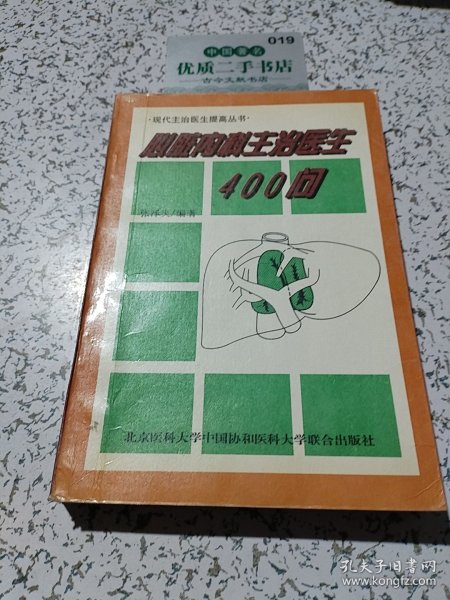 019
中国著名
优质二手书店
古今文献书店
·现代主治医生提高丛书·
心脏内科主治医生
400问
/编著
北京医科大学中国协和医科大学联合出版社
孔夫子旧书网
www.kongfz.com